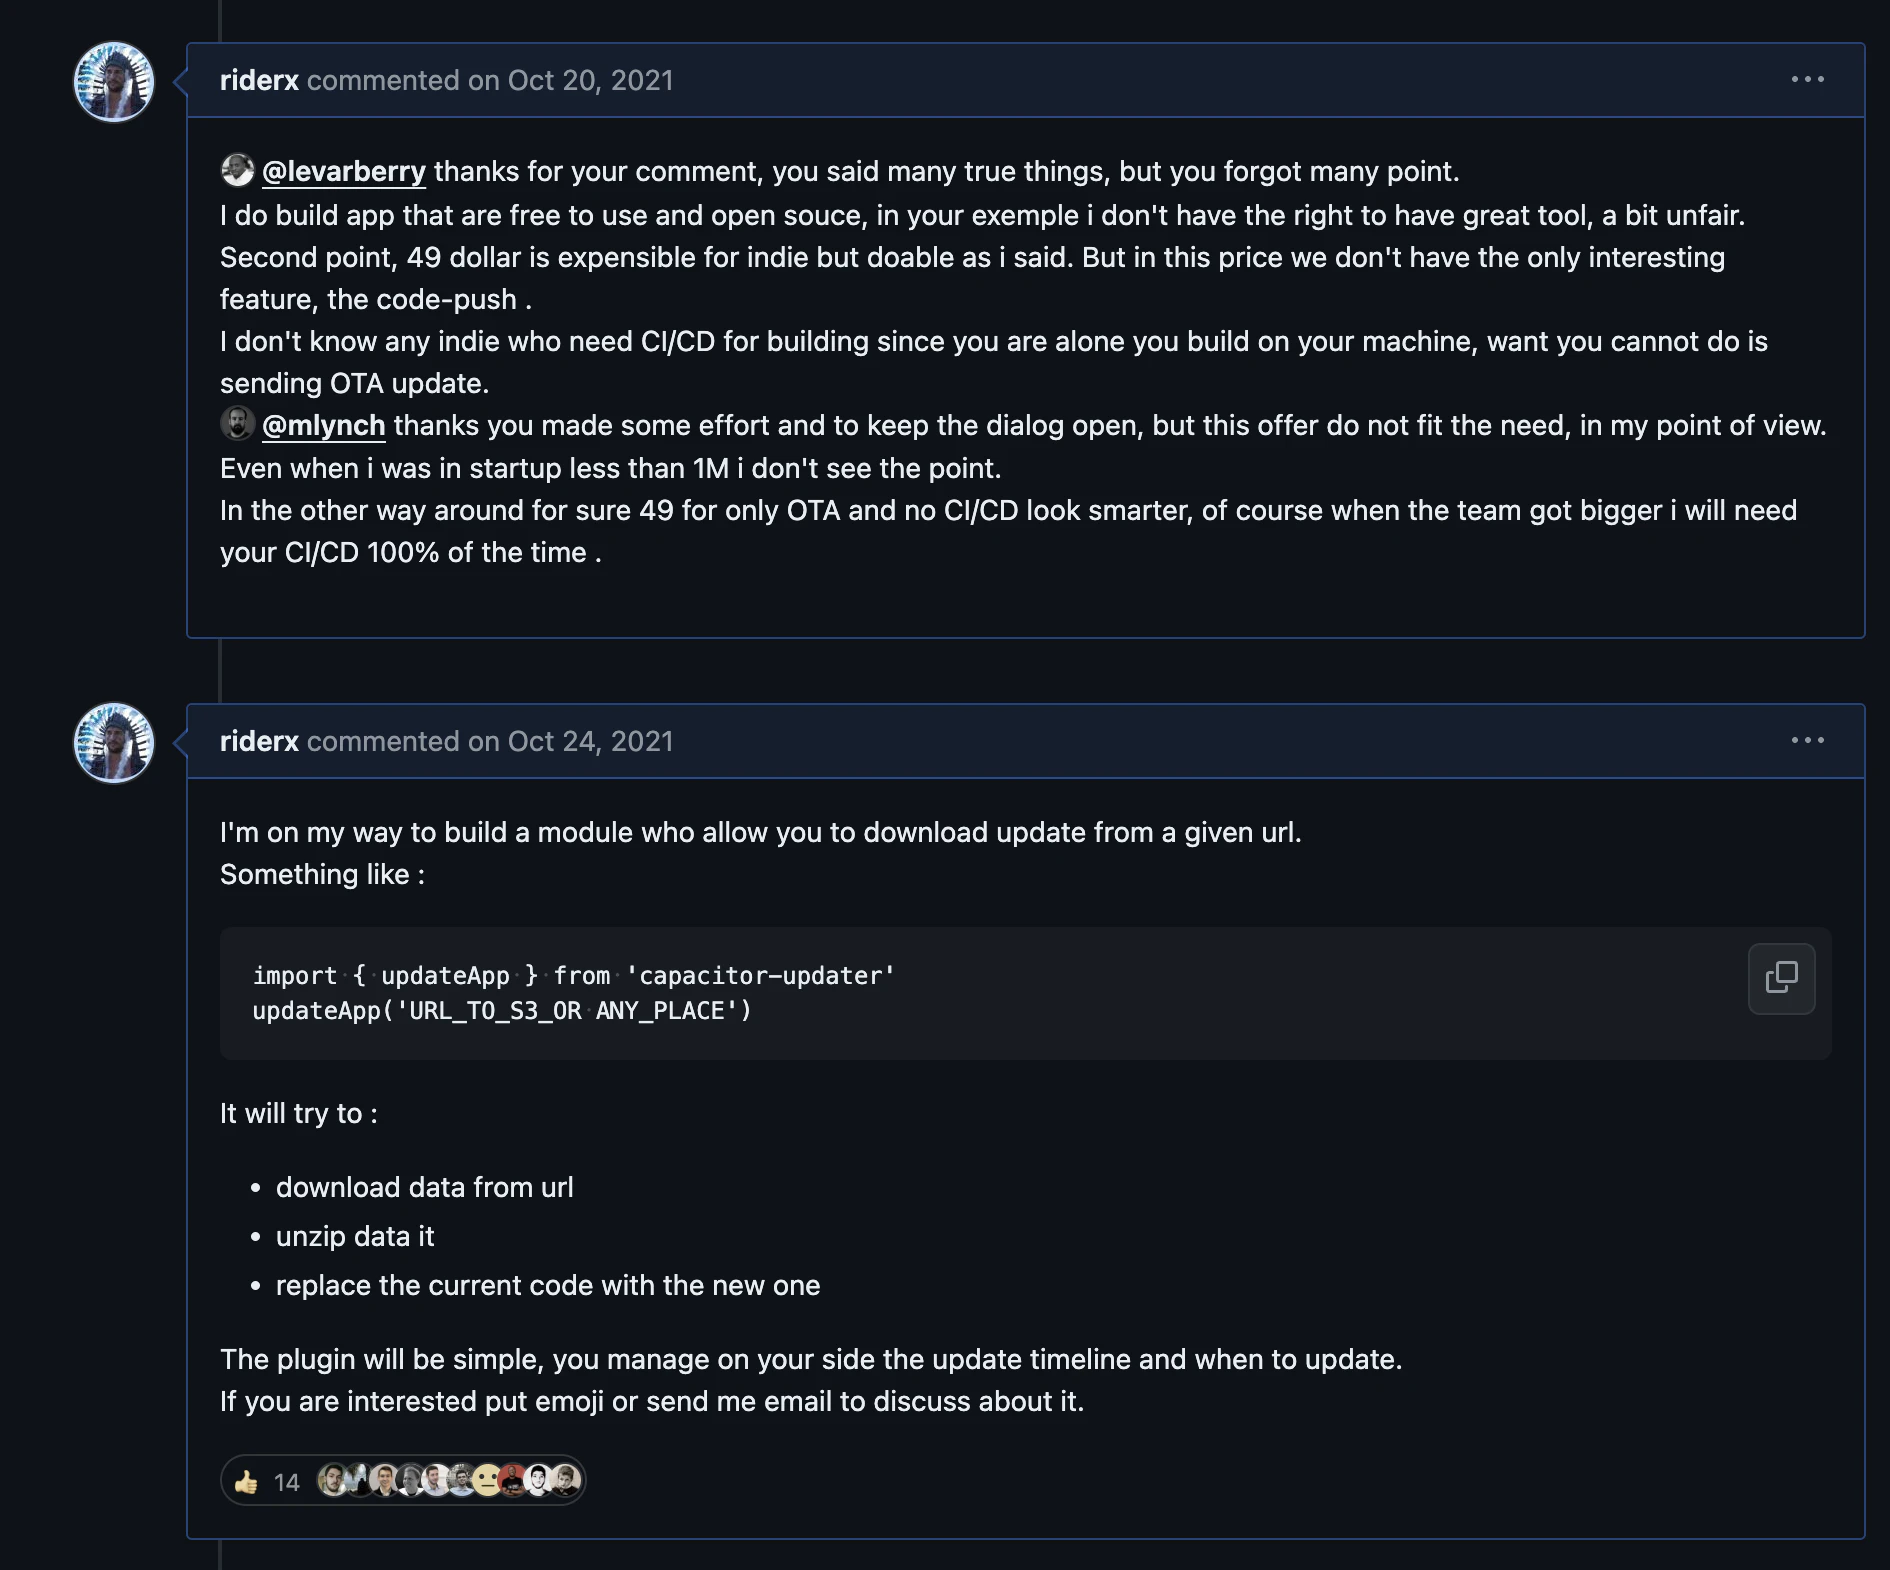 riderx commented on Oct 20, 2021
@levarberry thanks for your comment, you said many true things, but you forgot many point.
I do build app that are free to use and open souce, in your exemple i don't have the right to have great tool, a bit unfair.
Second point, 49 dollar is expensible for indie but doable as i said. But in this price we don't have the only interesting
feature, the code-push .
I don't know any indie who need CI/CD for building since you are alone you build on your machine, want you cannot do is
sending OTA update.
@mlynch thanks you made some effort and to keep the dialog open, but this offer do not fit the need, in my point of view.
Even when i was in startup less than 1M i don't see the point.
In the other way around for sure 49 for only OTA and no CI/CD look smarter, of course when the team got bigger i will need
your CI/CD 100% of the time .
riderx commented on Oct 24, 2021
I'm on my way to build a module who allow you to download update from a given url.
Something like :
import { updateApp } from 'capacitor-updater'
updateApp('URL_TO_S3_OR ANY_PLACE')
It will try to :
• download data from url
• unzip data it
• replace the current code with the new one
The plugin will be simple, you manage on your side the update timeline and when to update.
If you are interested put emoji or send me email to discuss about it.
👍 14